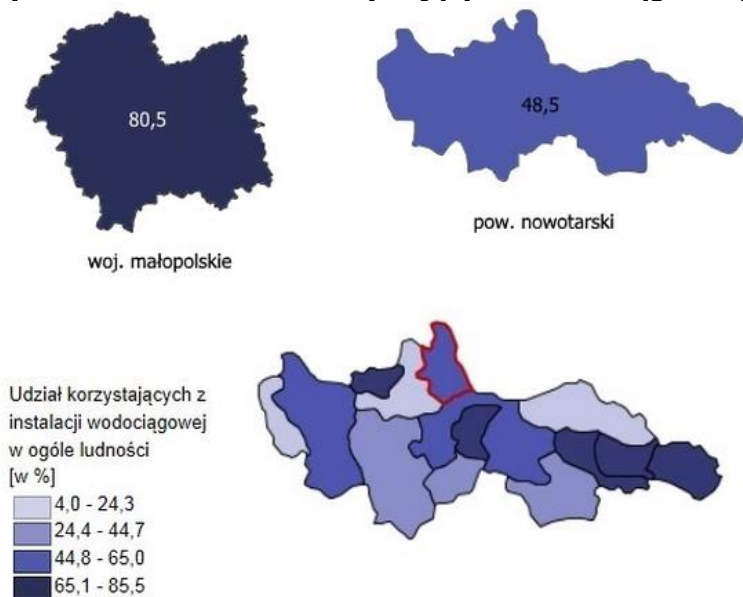 80,5
48,5
woj. małopolskie
pow. nowotarski
Udział korzystających z
instalacji wodociągowej
w ogóle ludności
[w %]
4,0 - 24,3
24,4 - 44,7
44,8 - 65,0
65,1 - 85,5